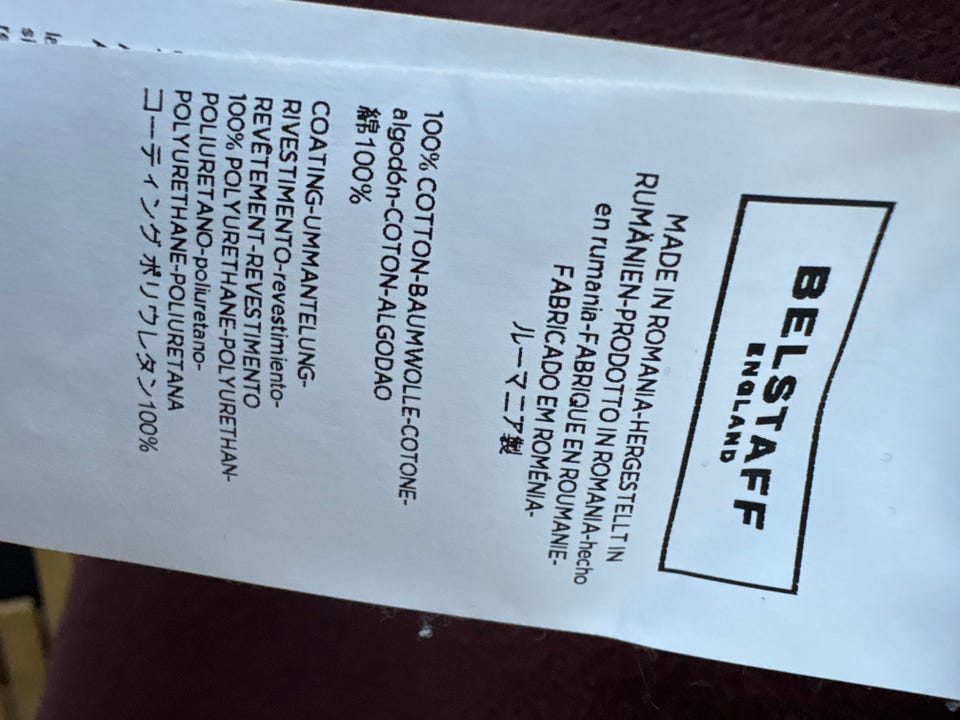 BELSTAFF
ENGLAND
MADE IN ROMANIA-HERGESTELLT IN
RUMÄNIEN-PRODOTTO IN ROMANIA-hecho
en rumania-FABRIQUE EN ROUMANIE-
FABRICADO EM ROMÉNIA-
ルーマニア製
100% COTTON-BAUMWOLLE-COTONE-
algodón-COTON-ALGODAO
綿100%
COATING-UMMANTELUNG-
RIVESTIMENTO-revestimiento-
REVÊTEMENT-REVESTIMENTO
100% POLYURETHANE-POLYURETHAN-
POLIURETANO-poliuretano-
POLYURETHANE-POLIURETANA
コーティング ポリウレタン100%